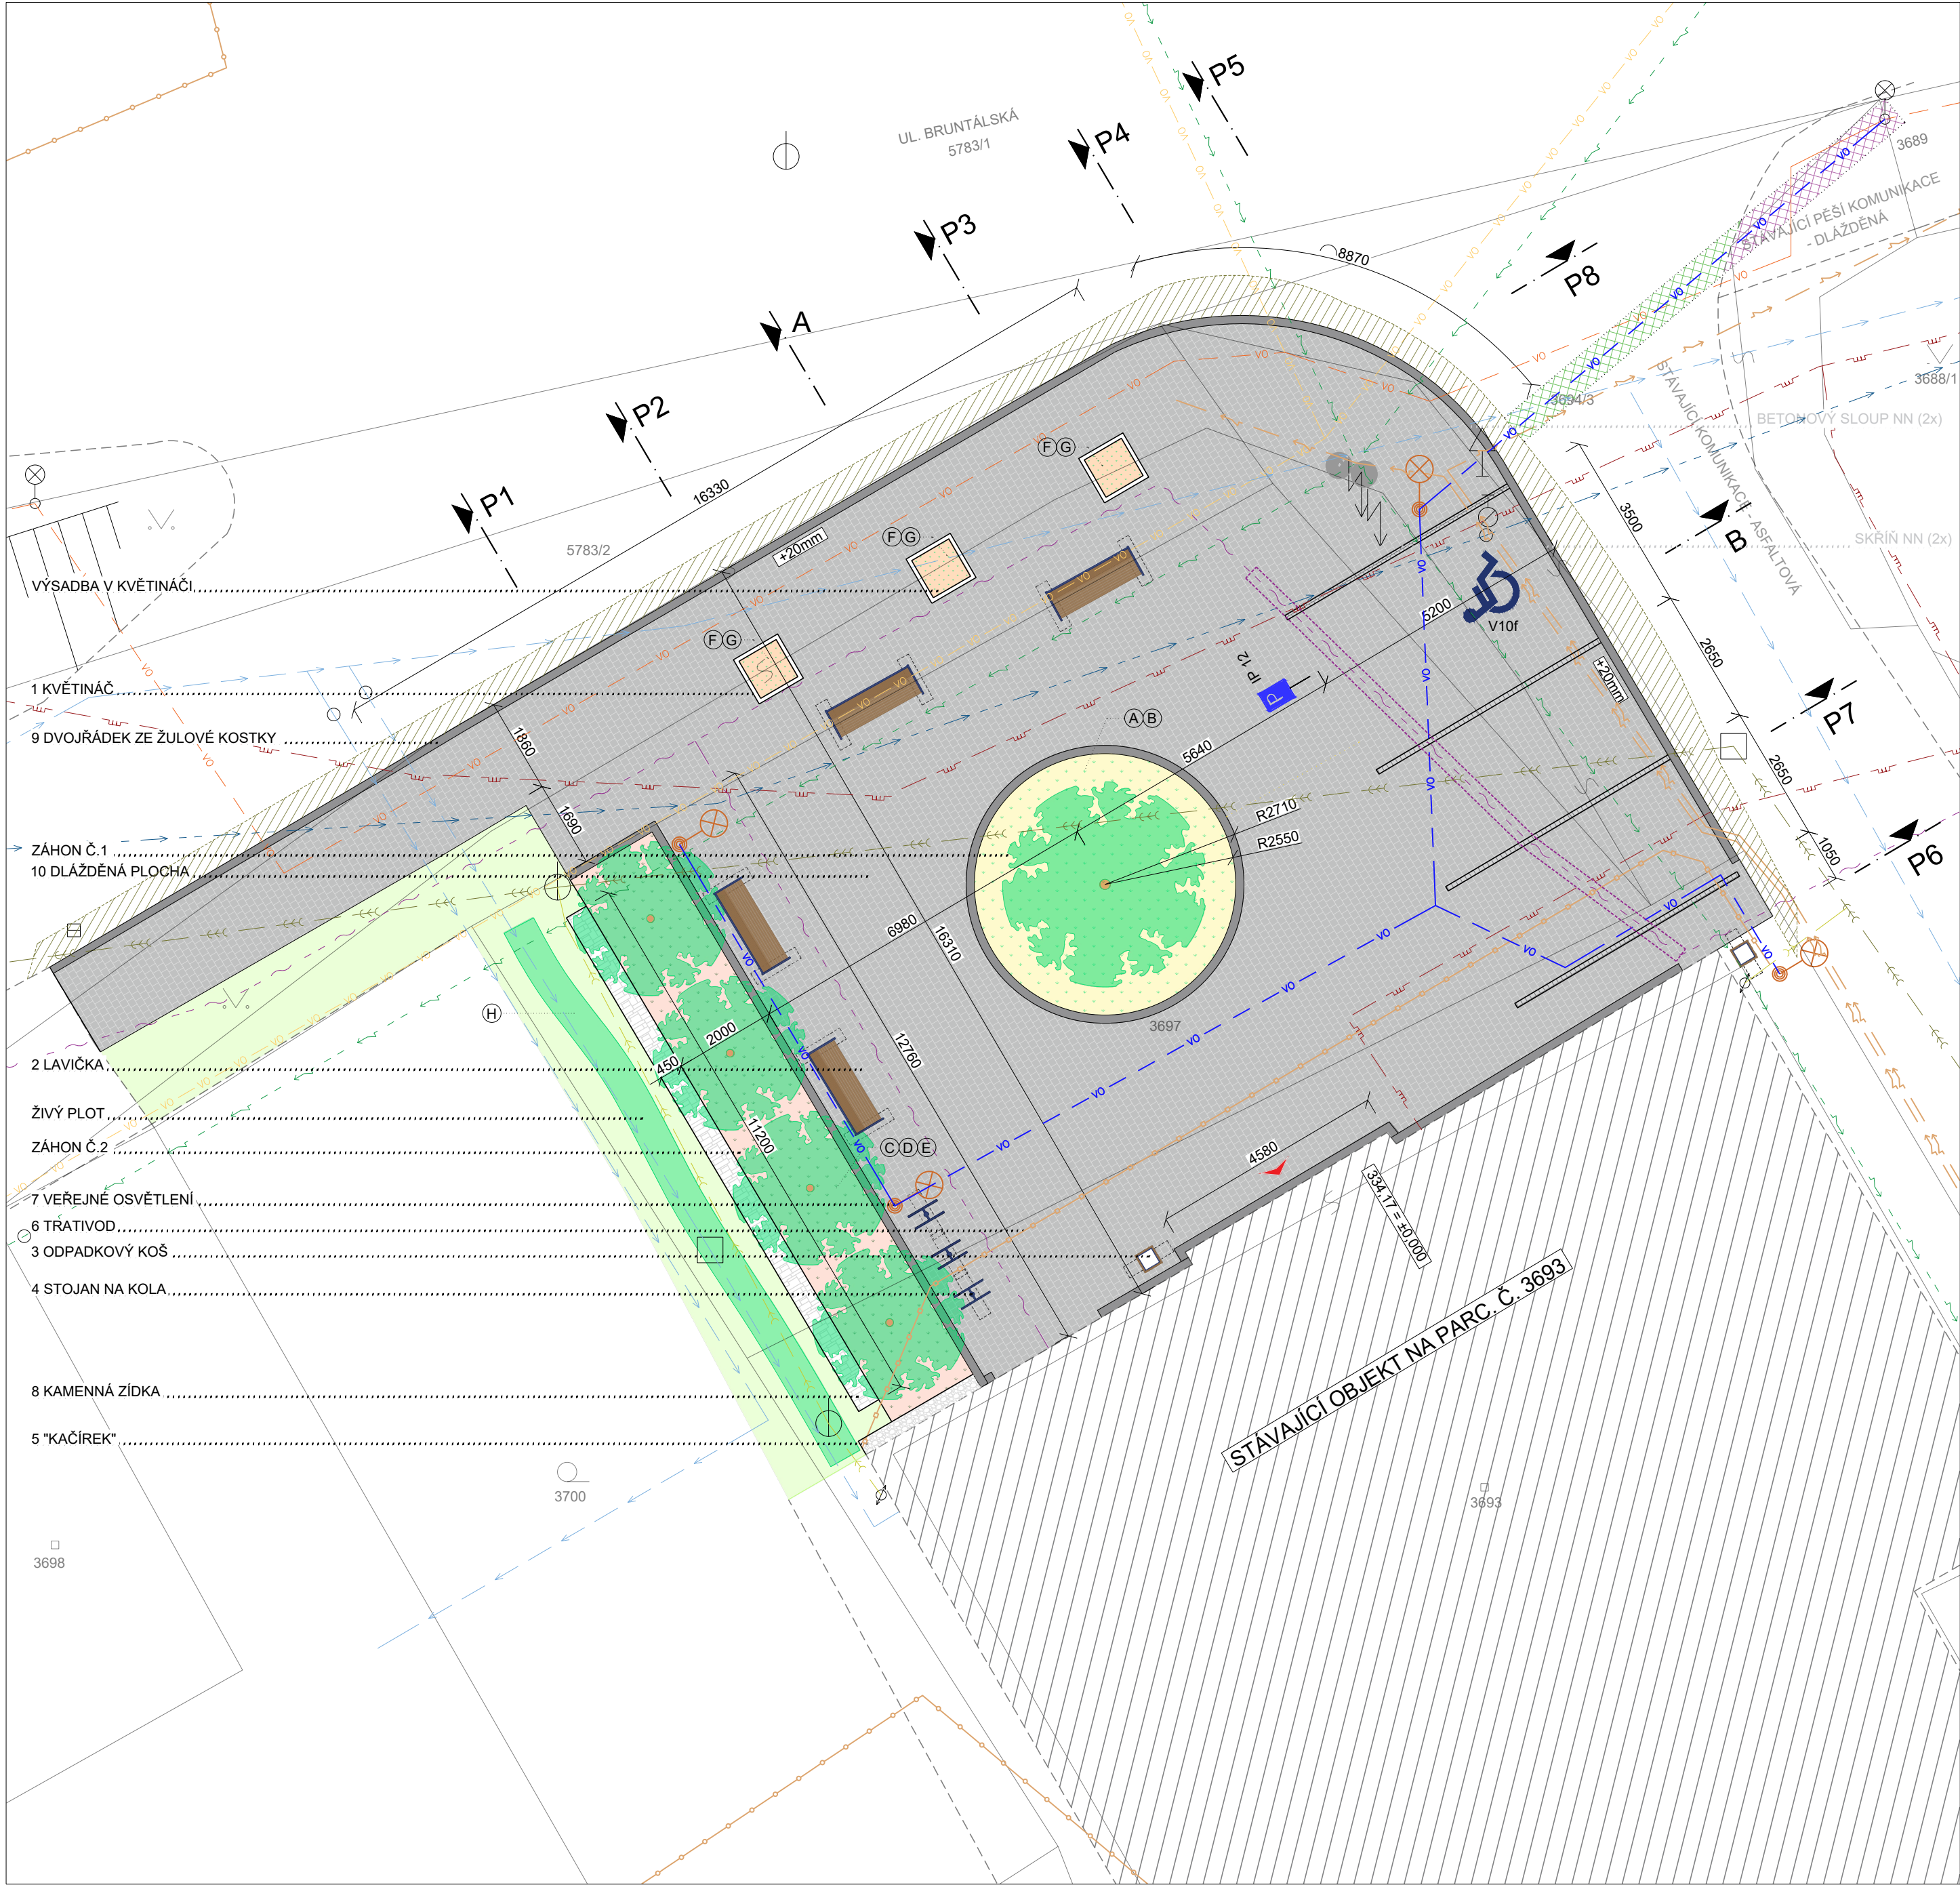 P5
UL. BRUNTÁLSKÁ
5783/1
P4
3689
STÁVAJÍCÍ PĚŠÍ KOMUNIKACE
- DLÁŽDĚNÁ
P3
8870
P8
A
3688/1
P2
3694/3
BETONOVÝ SLOUP NN (2x)
STÁVAJÍCÍ KOMUNIKACE - ASFALTOVÁ
F G
16330
P1
3500
B
SKŘÍŇ NN (2x)
5783/2
+20mm
F G
VÝSADBA V KVĚTINÁČI
5200
V10f
F G
2650
IP 12
P
+20mm
1 KVĚTINÁČ
P7
A B
9 DVOJŘÁDEK ZE ŽULOVÉ KOSTKY
1860
5640
2650
1690
R2710
R2550
ZÁHON Č.1
10 DLÁŽDĚNÁ PLOCHA
1050
P6
6980
16310
H
3697
2000
12760
450
2 LAVIČKA
ŽIVÝ PLOT
11200
C D E
ZÁHON Č.2
4580
7 VEŘEJNÉ OSVĚTLENÍ
334,17 = ±0,000
6 TRATIVOD
3 ODPADKOVÝ KOŠ
4 STOJAN NA KOLA
STÁVAJÍCÍ OBJEKT NA PARC. Č. 3693
8 KAMENNÁ ZÍDKA
5 "KAČÍREK"
3700
3693
3698
VO